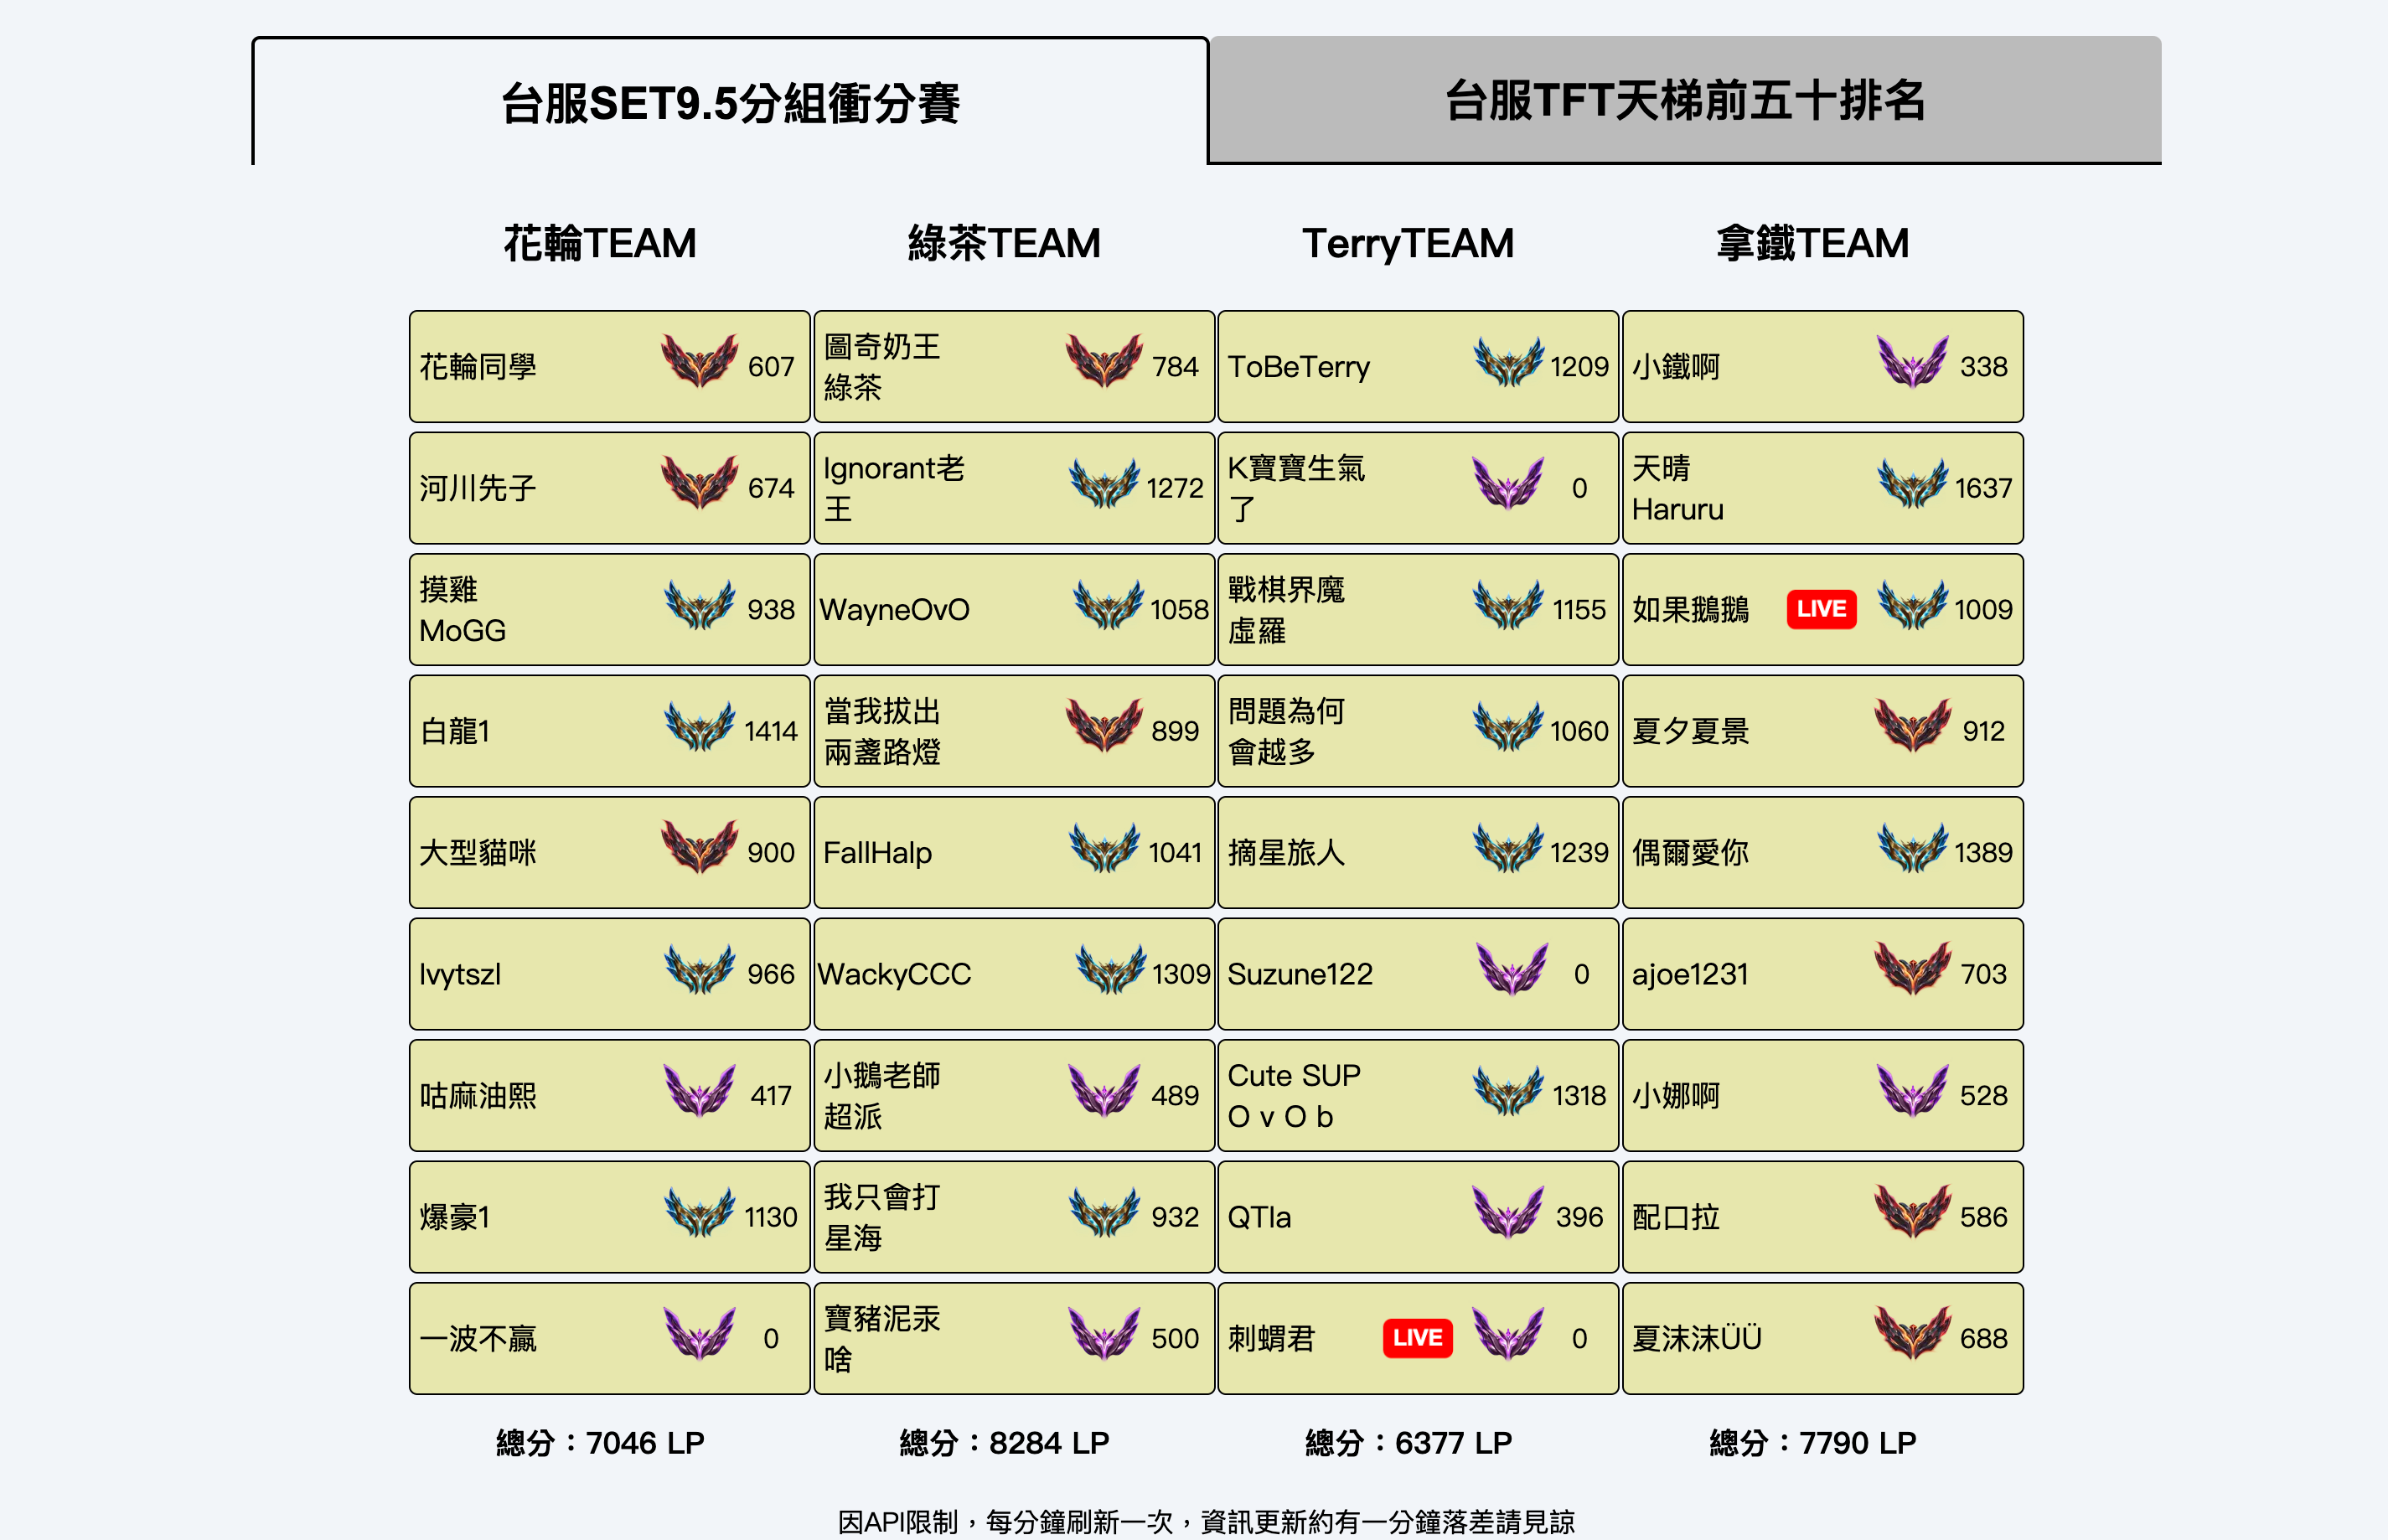 台服SET9.5分組衝分賽
台服TFT天梯前五十排名
花輪TEAM
綠茶TEAM
TerryTEAM
拿鐵TEAM
花輪同學 607
圖奇奶王
綠茶 784
ToBeTerry 1209
小鐵啊 338
河川先子 674
Ignorant老
王 1272
K寶寶生氣
了 0
天晴
Haruru 1637
摸雞
MoGG 938
WayneOvO 1058
戰棋界魔
虛羅 1155
如果鵝鵝 LIVE 1009
白龍1 1414
當我拔出
兩盞路燈 899
問題為何
會越多 1060
夏夕夏景 912
大型貓咪 900
FallHalp 1041
摘星旅人 1239
偶爾愛你 1389
Ivytszl 966
WackyCCC 1309
Suzune122 0
ajoe1231 703
咕麻油熙 417
小鵝老師
超派 489
Cute SUP
O v O b 1318
小娜啊 528
爆豪1 1130
我只會打
星海 932
QTla 396
配口拉 586
一波不贏 0
寶豬泥汞
啥 500
刺蝟君 LIVE 0
夏沫沫ÜÜ 688
總分：7046 LP
總分：8284 LP
總分：6377 LP
總分：7790 LP
因API限制，每分鐘刷新一次，資訊更新約有一分鐘落差請見諒